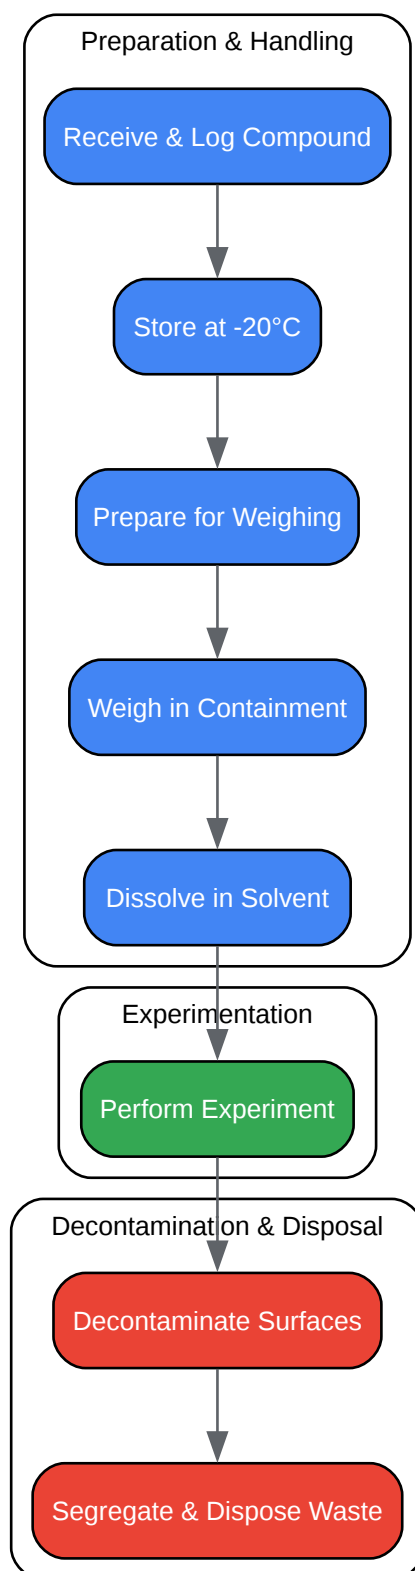 Preparation & Handling
Receive & Log Compound
Store at -20°C
Prepare for Weighing
Weigh in Containment
Dissolve in Solvent
Experimentation
Perform Experiment
Decontamination & Disposal
Decontaminate Surfaces
Segregate & Dispose Waste